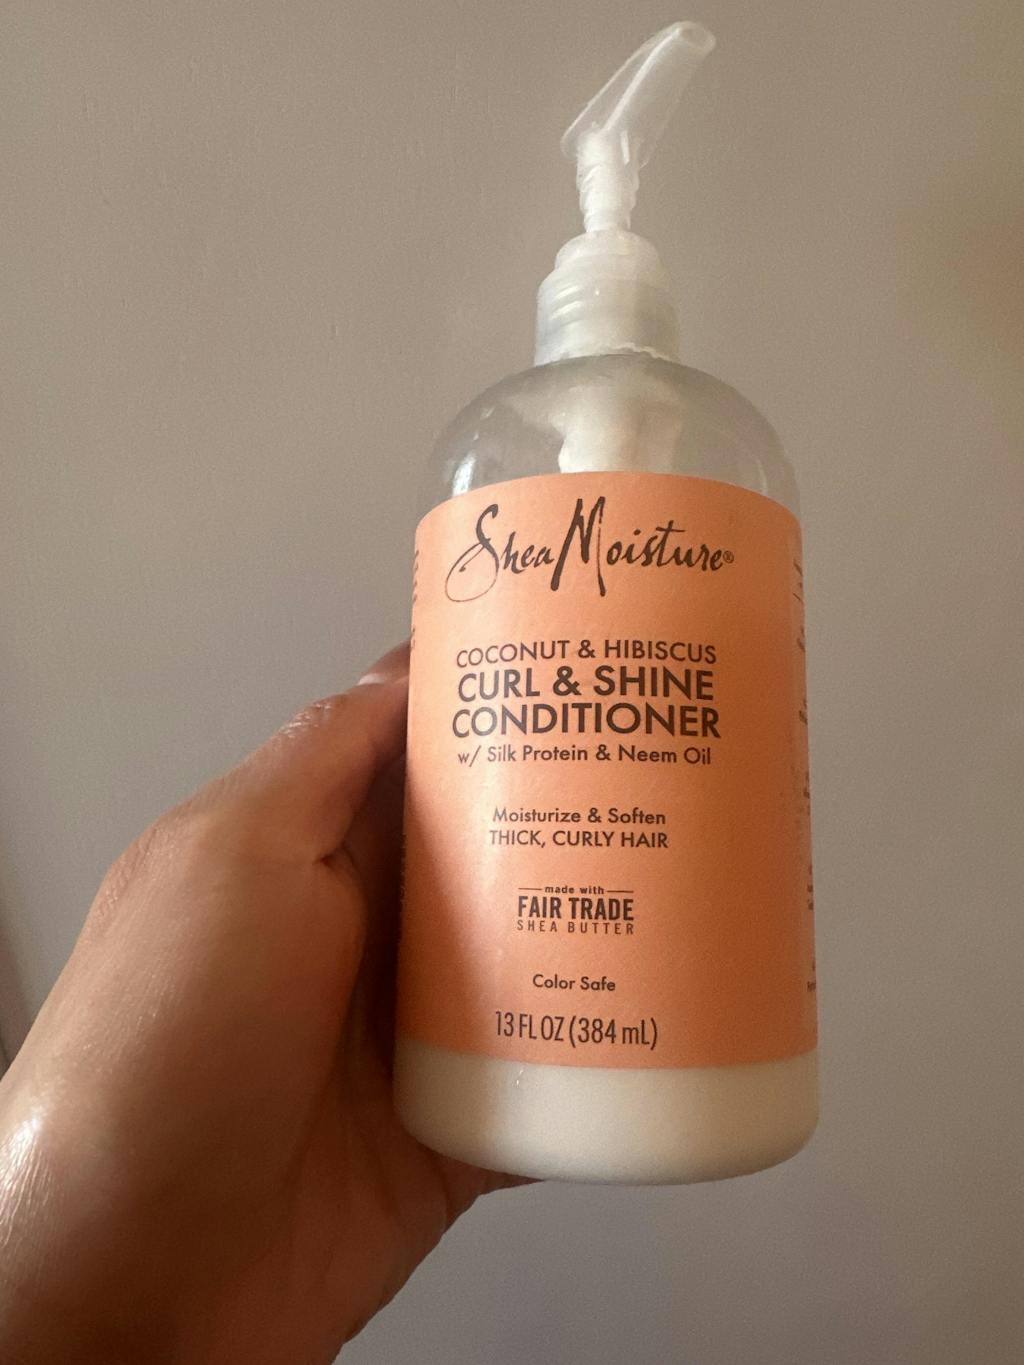 SheaMoisture®
COCONUT & HIBISCUS
CURL & SHINE
CONDITIONER
w/ Silk Protein & Neem Oil
Moisturize & Soften
THICK, CURLY HAIR
made with
FAIR TRADE
SHEA BUTTER
Color Safe
13 FL OZ (384 mL)